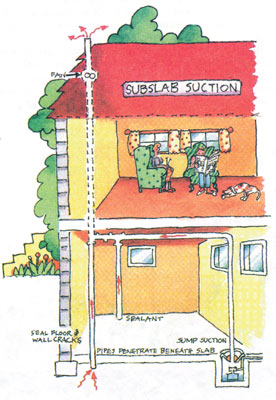 FAN
SUBSLAB SUCTION
SEALANT
SEAL FLOOR &
WALL CRACKS
SUMP SUCTION
PIPES PENETRATE BENEATH SLAB